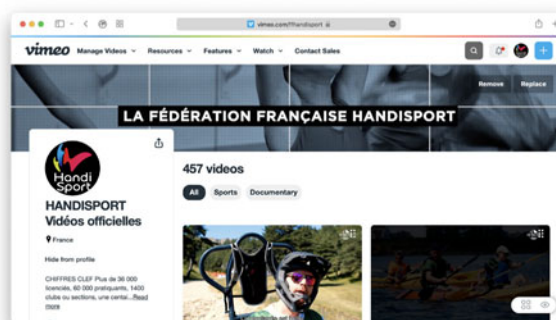 vimeo.com/ffhandisport
vimeo Manage Videos Resources Features Watch Contact Sales
Remove Replace
LA FÉDÉRATION FRANÇAISE HANDISPORT
Handi
Sport
457 videos
All Sports Documentary
HANDISPORT
Vidéos officielles
France
Hide from profile
CHIFFRES CLEF Plus de 36 000
licenciés, 60 000 pratiquants, 1400
clubs ou sections, une centai...Read
more